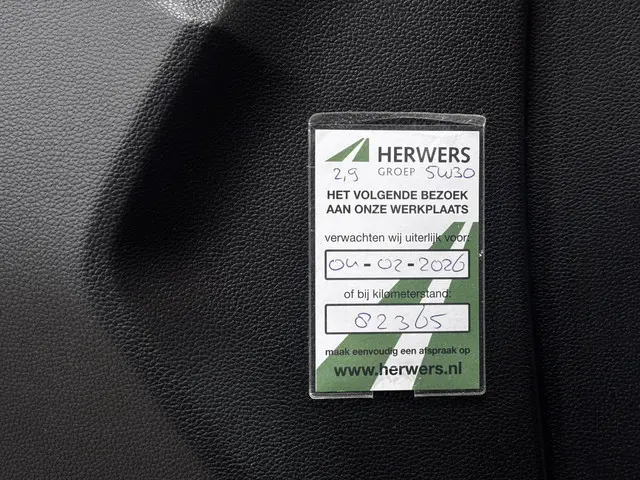 HERWERS
GROEP
2,9 5W30
HET VOLGENDE BEZOEK
AAN ONZE WERKPLAATS
verwachten wij uiterlijk voor:
04-02-2026
of bij kilometerstand:
82365
maak eenvoudig een afspraak op
www.herwers.nl